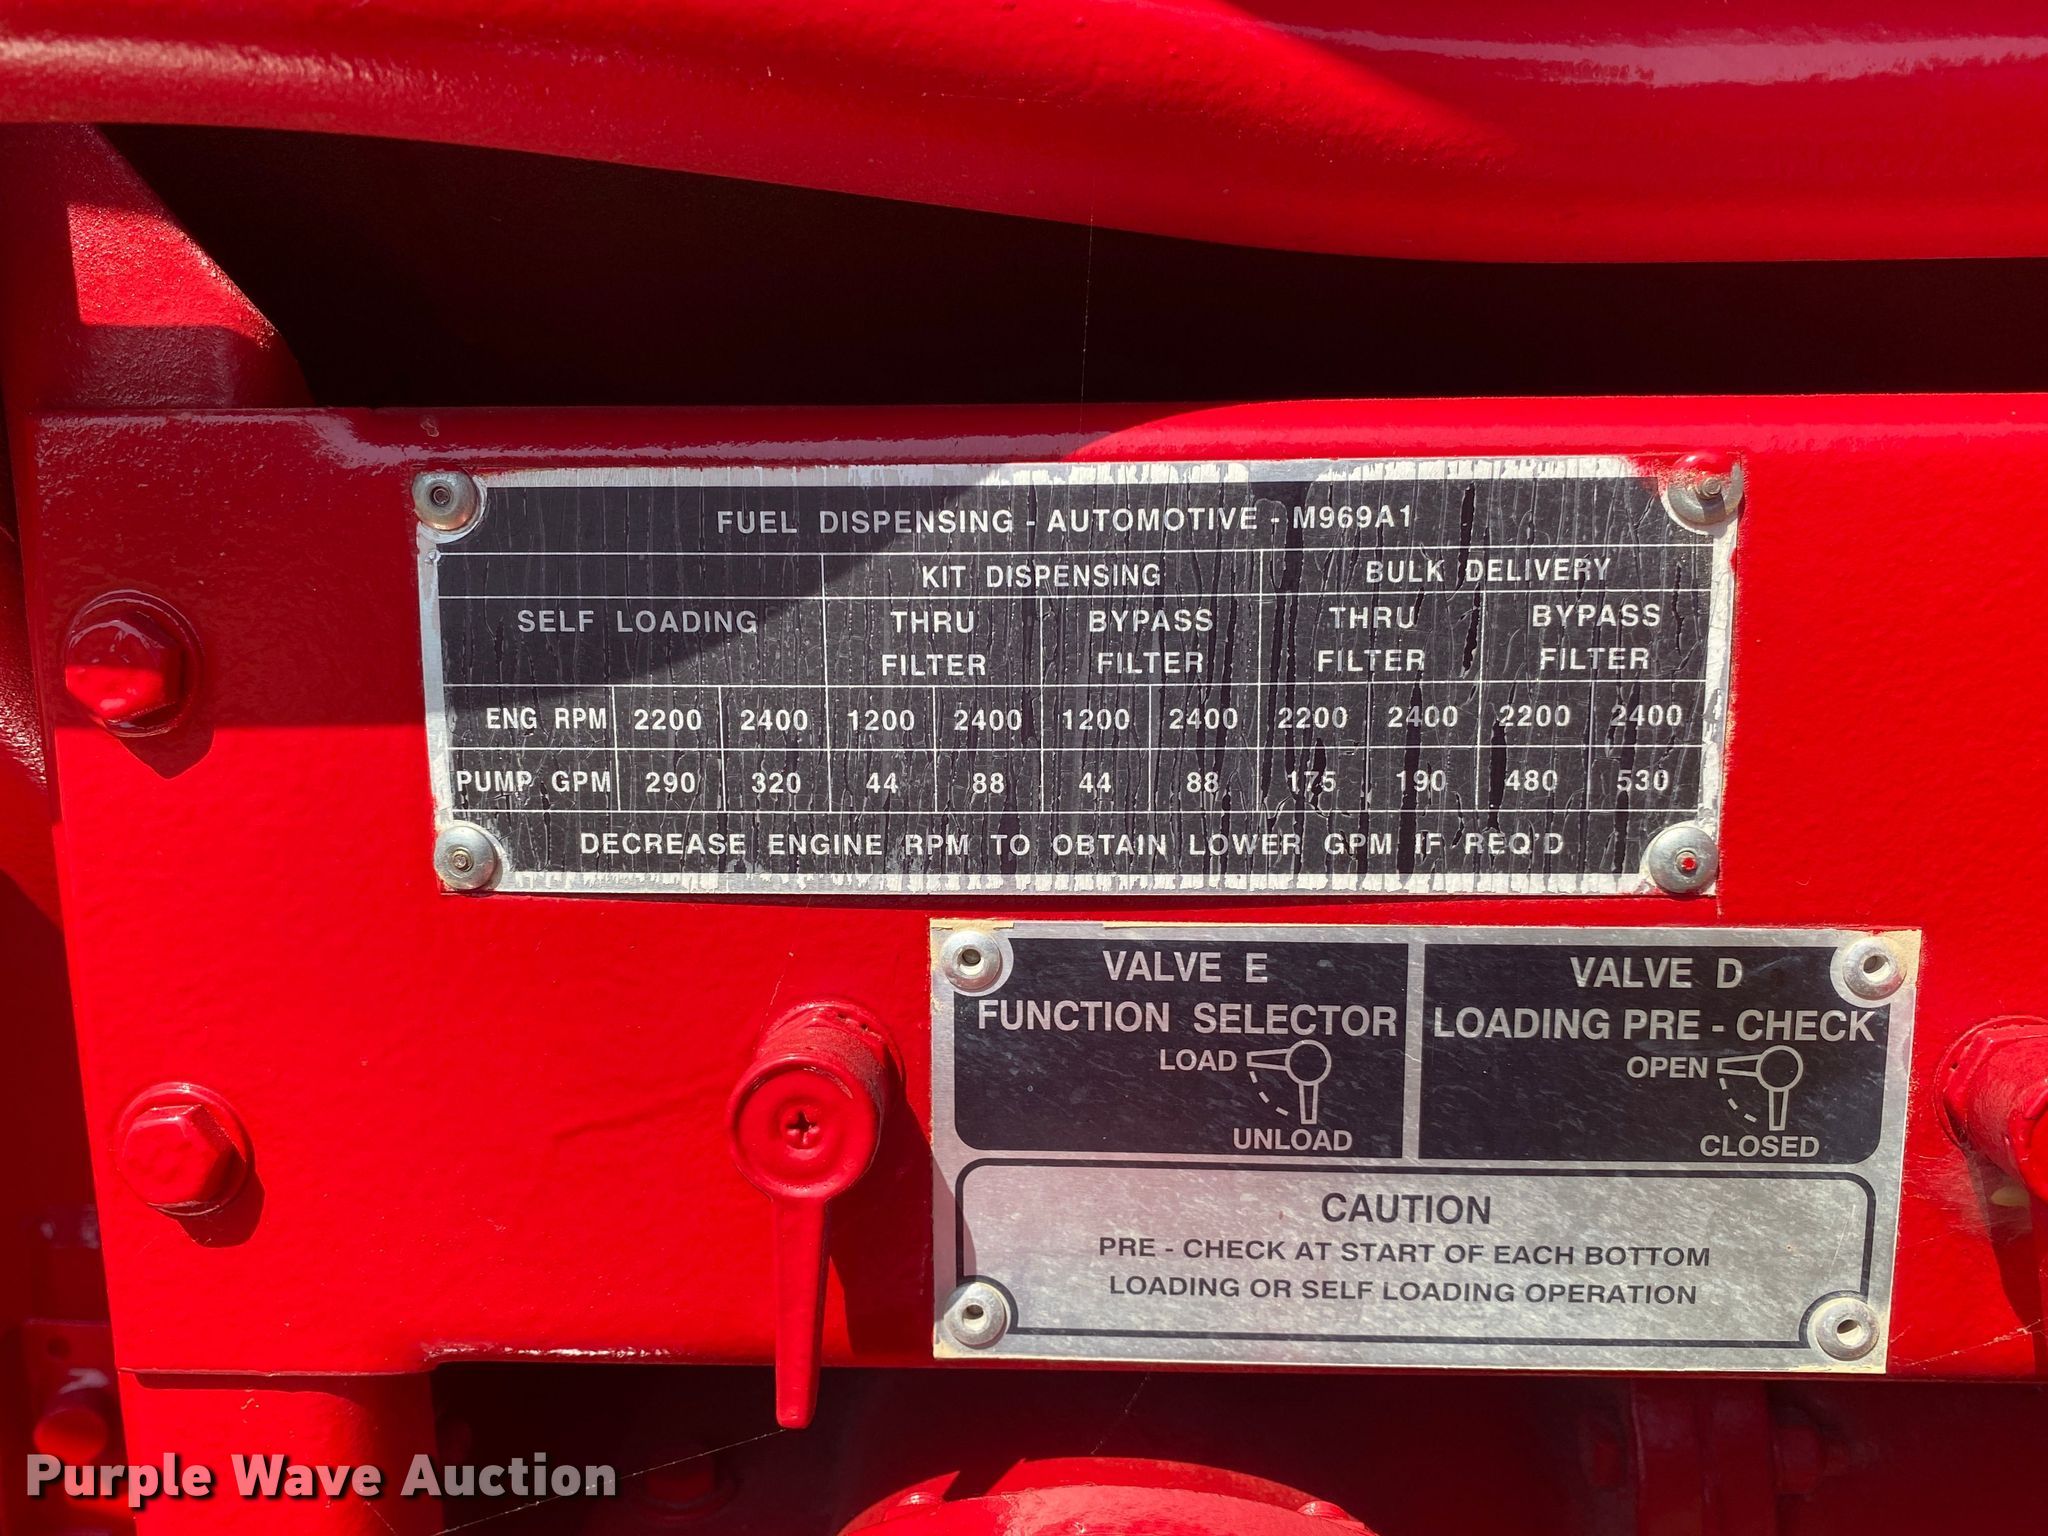 FUEL DISPENSING - AUTOMOTIVE - M969A1
KIT DISPENSING BULK DELIVERY
SELF LOADING THRU FILTER BYPASS FILTER THRU FILTER BYPASS FILTER
ENG RPM 2200 2400 1200 2400 1200 2400 2200 2400 2200 2400
PUMP GPM 290 320 44 88 44 88 175 190 480 530
DECREASE ENGINE RPM TO OBTAIN LOWER GPM IF REQ'D
VALVE E
FUNCTION SELECTOR
LOAD
UNLOAD
VALVE D
LOADING PRE - CHECK
OPEN
CLOSED
CAUTION
PRE - CHECK AT START OF EACH BOTTOM
LOADING OR SELF LOADING OPERATION
Purple Wave Auction